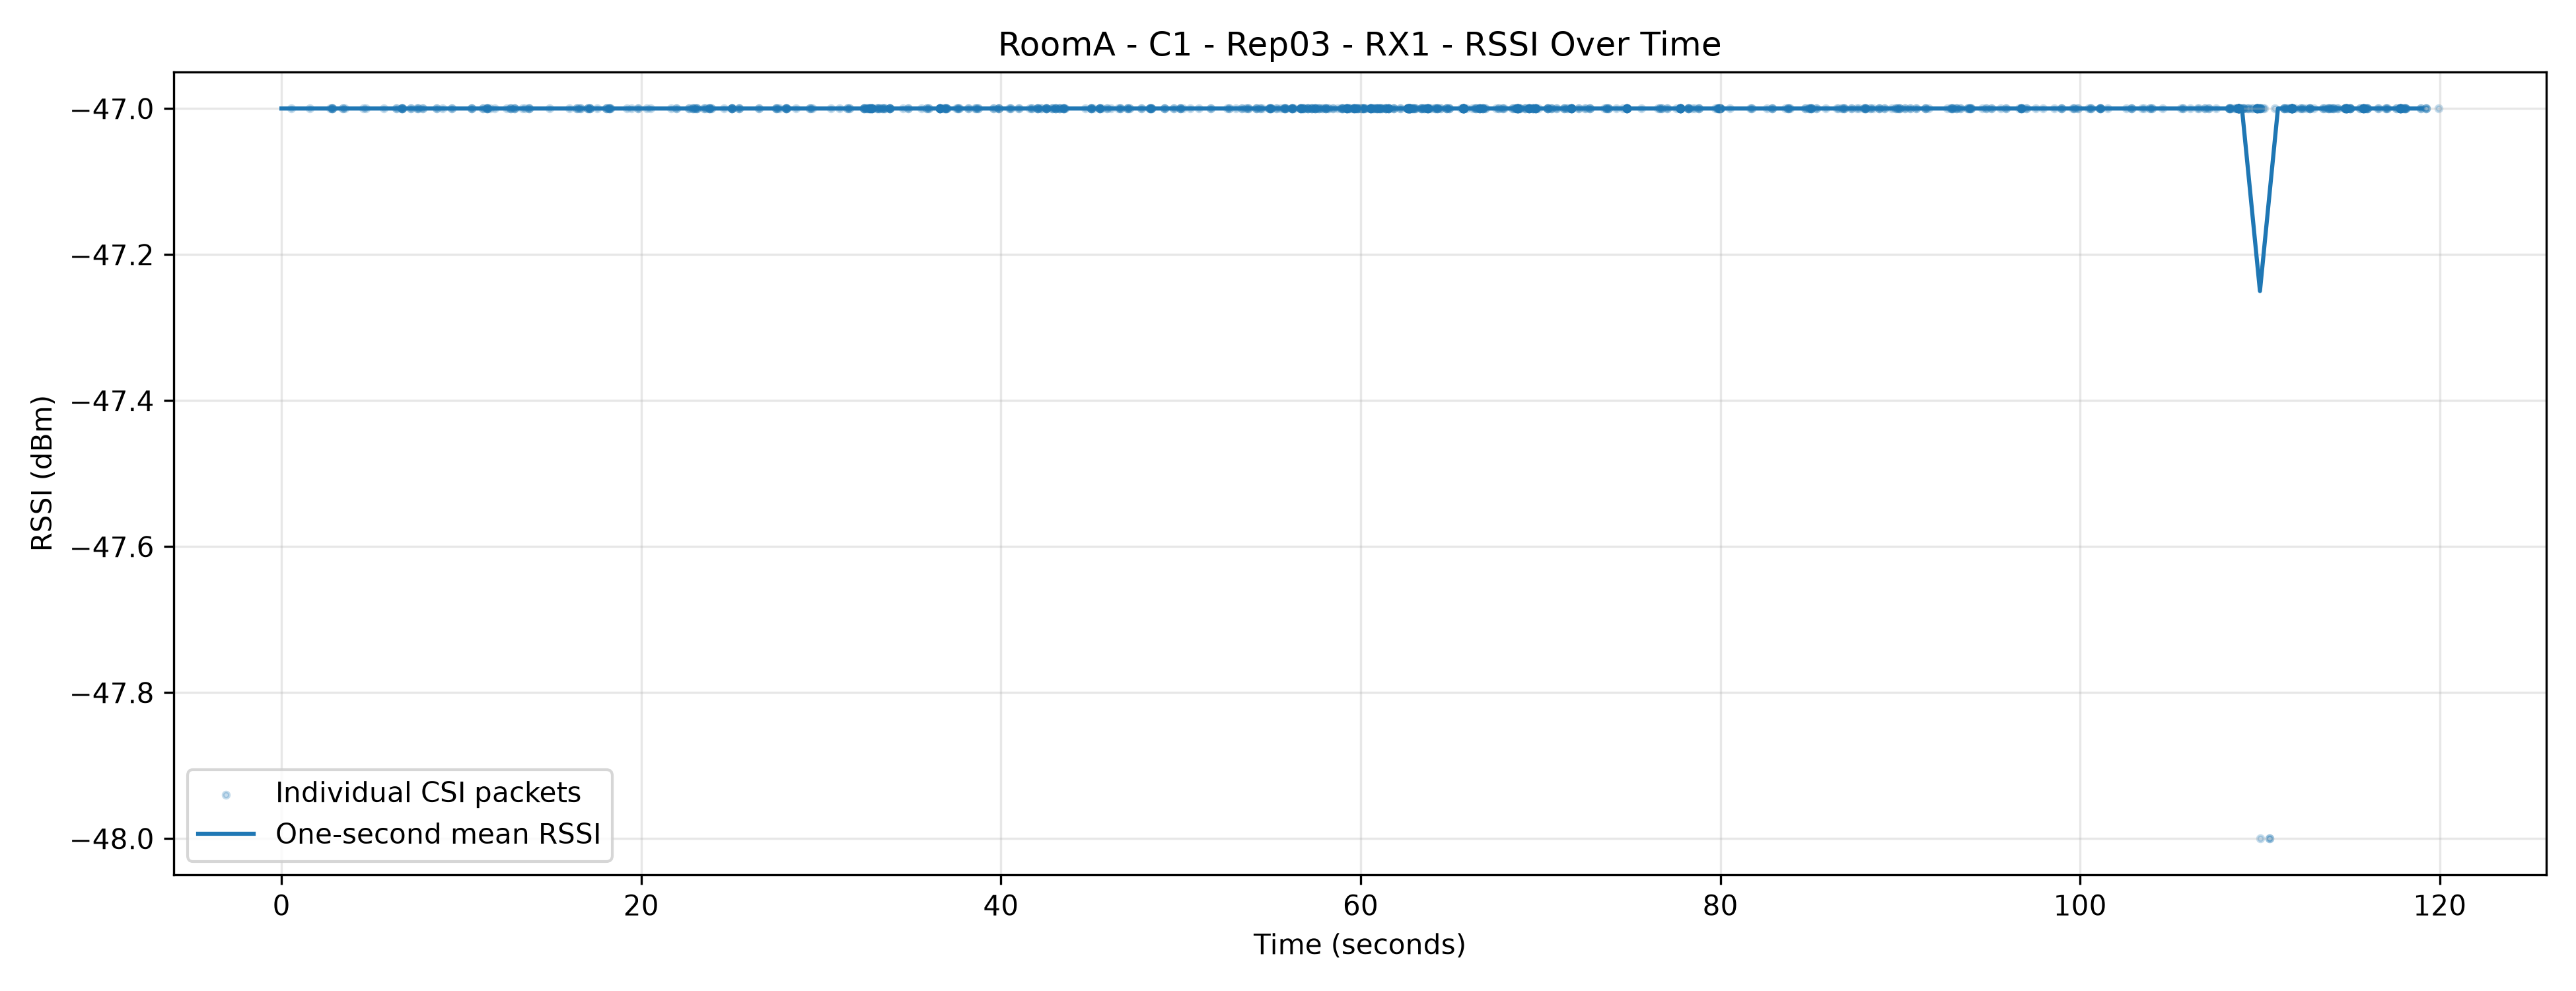 RoomA - C1 - Rep03 - RX1 - RSSI Over Time
RSSI (dBm)
−47.0
−47.2
−47.4
−47.6
−47.8
−48.0
Individual CSI packets
One-second mean RSSI
0 20 40 60 80 100 120
Time (seconds)